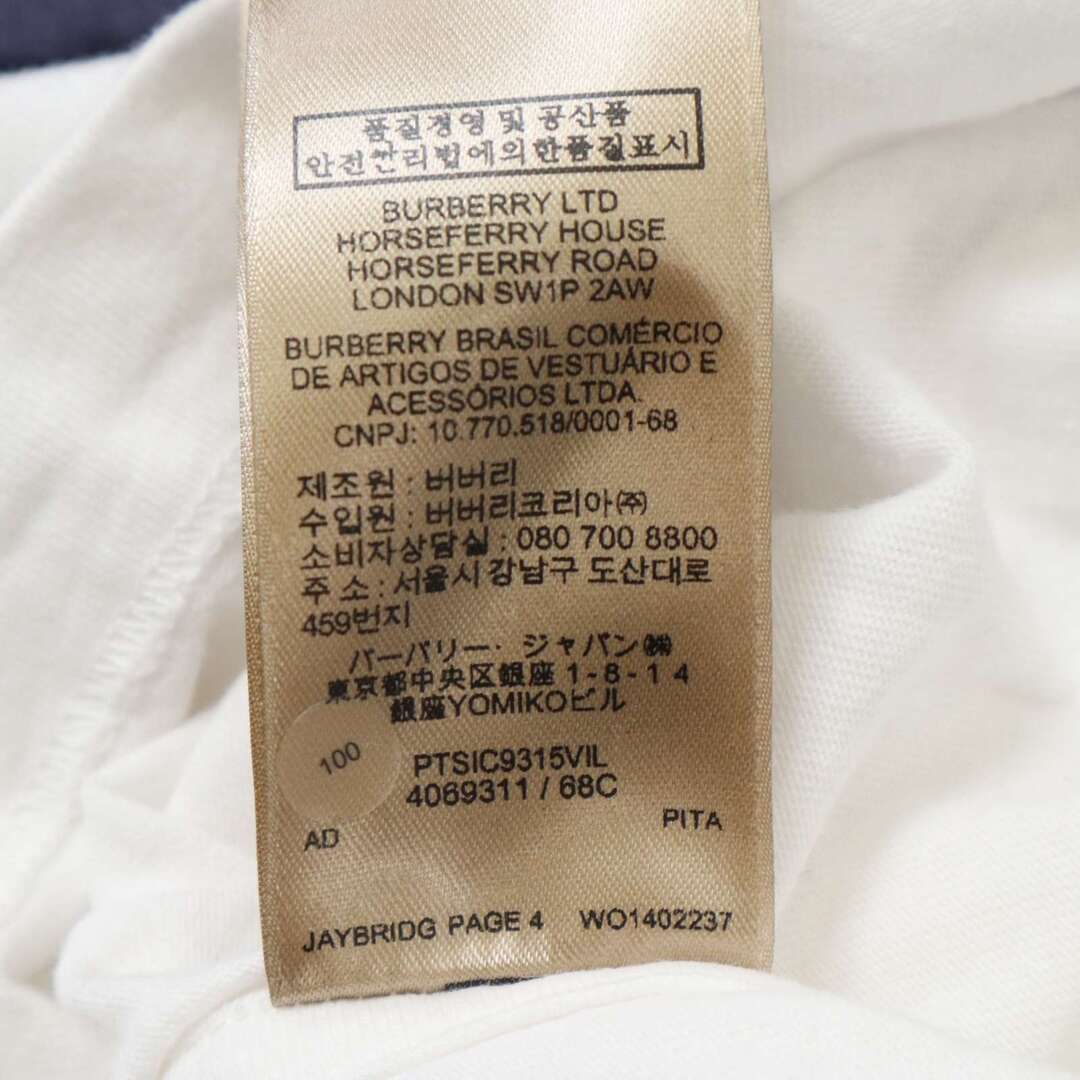 품질경영 및 공산품
안전관리법에의한품질표시
BURBERRY LTD
HORSEFERRY HOUSE
HORSEFERRY ROAD
LONDON SW1P 2AW
BURBERRY BRASIL COMÉRCIO
DE ARTIGOS DE VESTUÁRIO E
ACESSÓRIOS LTDA.
CNPJ: 10.770.518/0001-68
제조원 : 버버리
수입원 : 버버리코리아㈜
소비자상담실 : 080 700 8800
주 소 : 서울시강남구 도산대로
459번지
バーバリー・ジャパン㈱
東京都中央区銀座 1-8-14
銀座YOMIKOビル
100
PTSIC9315VIL
4069311 / 68C
AD PITA
JAYBRIDG PAGE 4 WO1402237